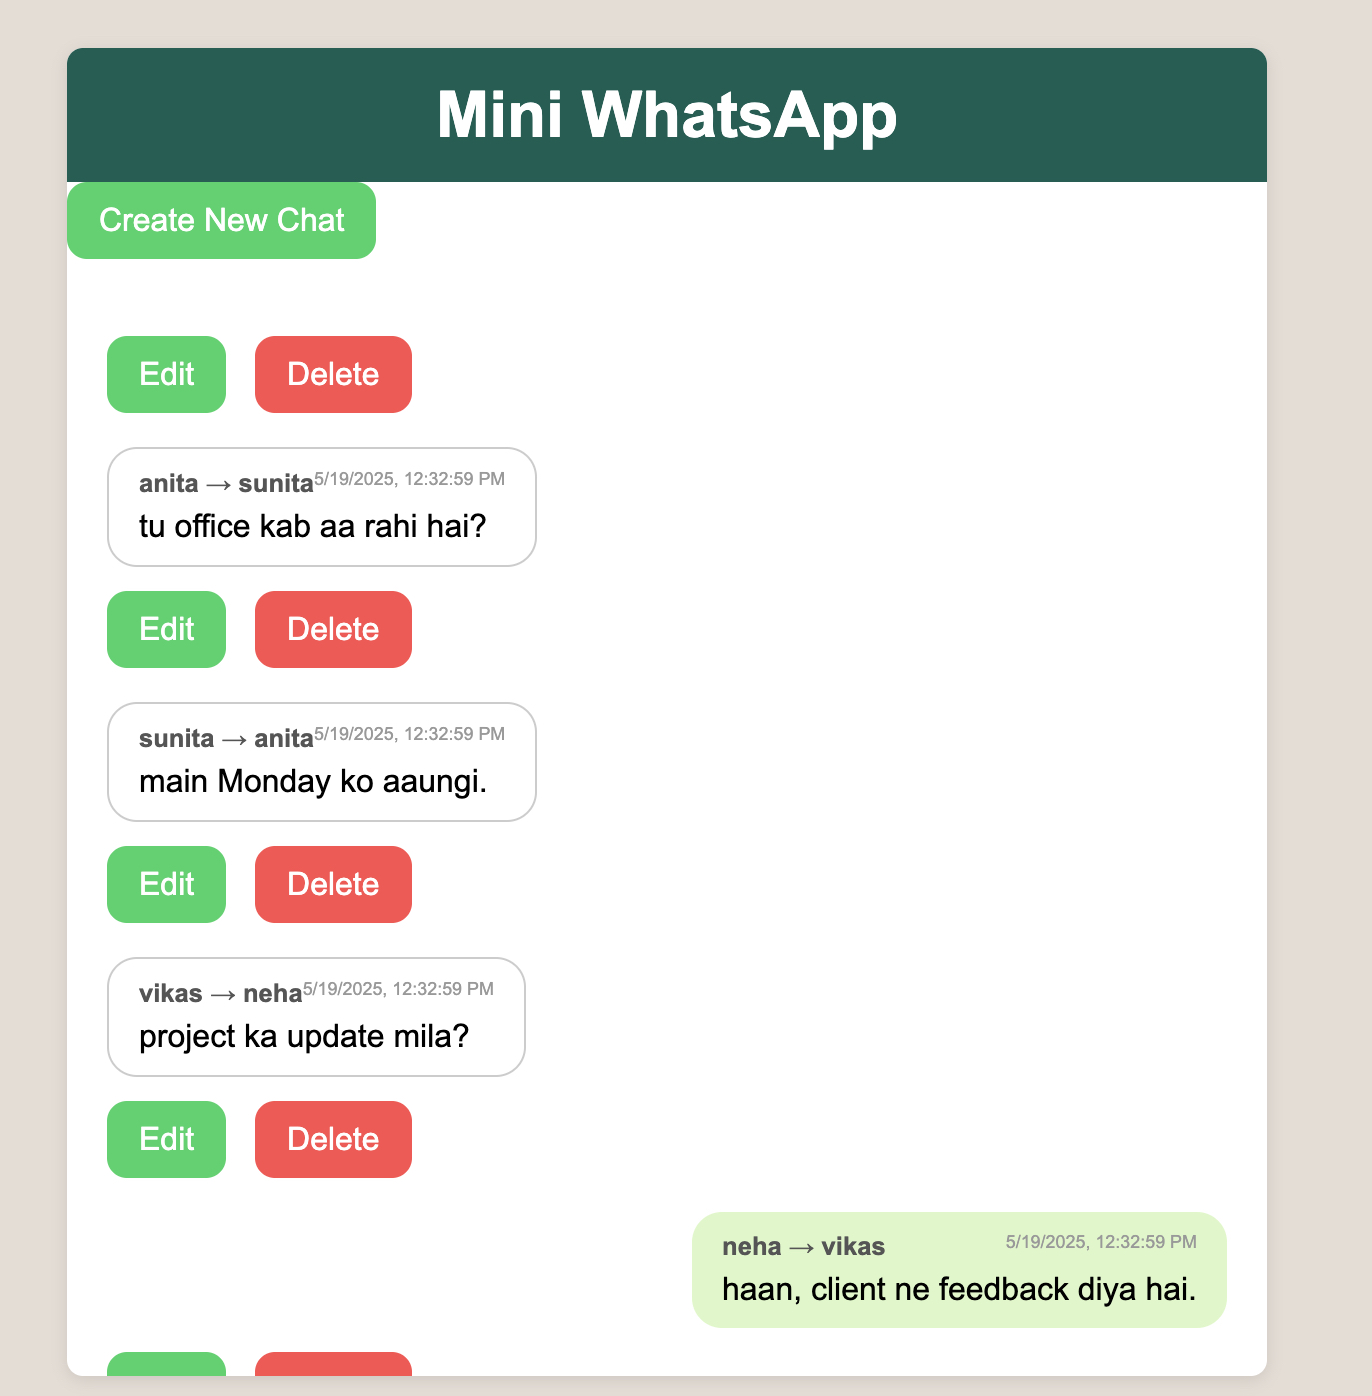 Mini WhatsApp
Create New Chat
Edit Delete
anita → sunita 5/19/2025, 12:32:59 PM
tu office kab aa rahi hai?
Edit Delete
sunita → anita 5/19/2025, 12:32:59 PM
main Monday ko aaungi.
Edit Delete
vikas → neha 5/19/2025, 12:32:59 PM
project ka update mila?
Edit Delete
neha → vikas 5/19/2025, 12:32:59 PM
haan, client ne feedback diya hai.